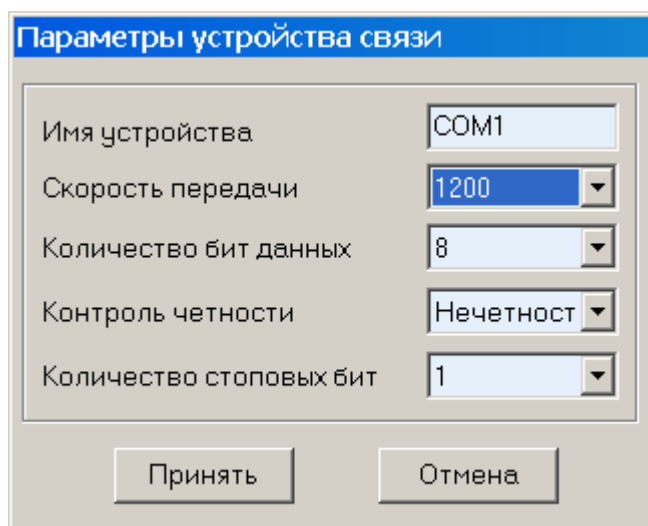 Параметры устройства связи
Имя устройства COM1
Скорость передачи 1200
Количество бит данных 8
Контроль четности Нечетност
Количество стоповых бит 1
Принять Отмена